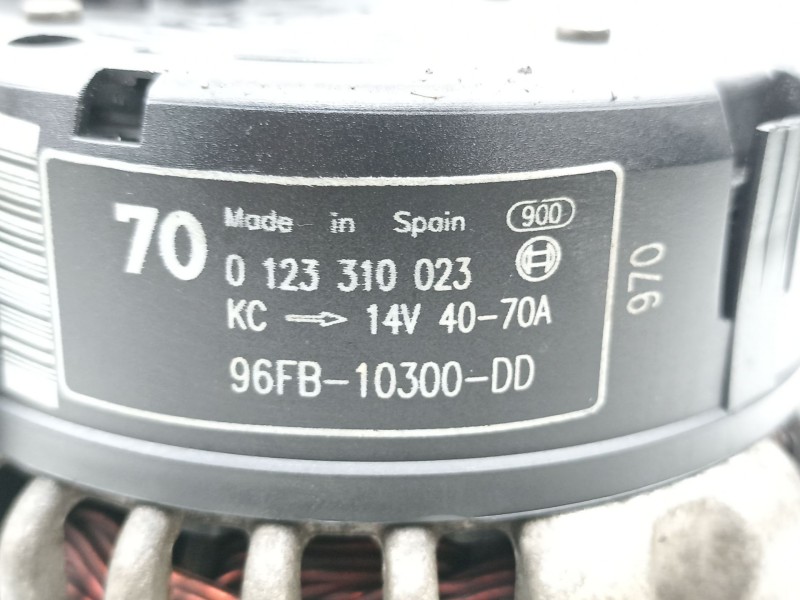 70 Made in Spain 900
0 123 310 023
KC → 14V 40-70A
96FB-10300-DD
970